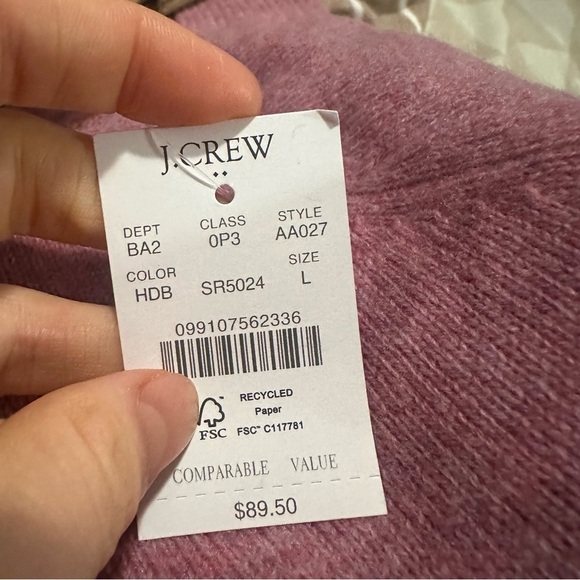 J.CREW
DEPT CLASS STYLE
BA2 0P3 AA027
COLOR SIZE
HDB SR5024 L
099107562336
RECYCLED
Paper
FSC FSC™ C117781
COMPARABLE VALUE
$89.50